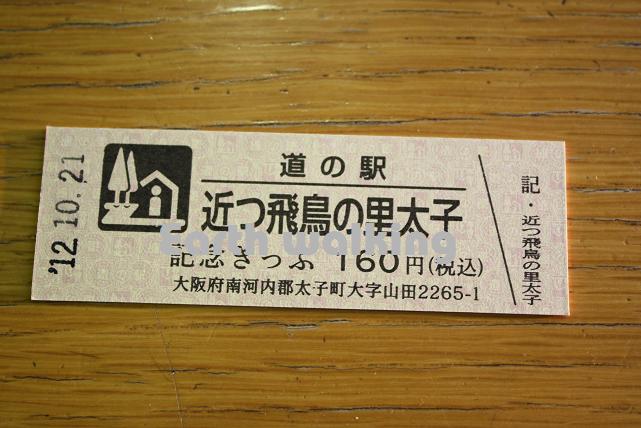 '12.10.21
道の駅
近つ飛鳥の里太子
Earth walking
記念きっぷ 160円(税込)
大阪府南河内郡太子町大字山田2265-1
記・近つ飛鳥の里太子